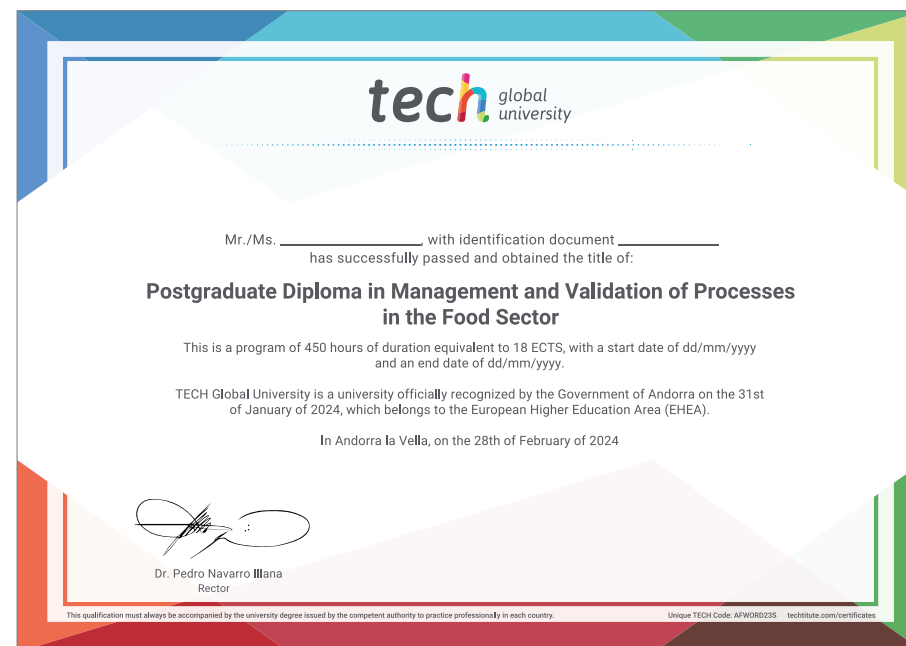 tech global university
Mr./Ms. ____________________, with identification document ______________
has successfully passed and obtained the title of:
Postgraduate Diploma in Management and Validation of Processes
in the Food Sector
This is a program of 450 hours of duration equivalent to 18 ECTS, with a start date of dd/mm/yyyy
and an end date of dd/mm/yyyy.
TECH Global University is a university officially recognized by the Government of Andorra on the 31st
of January of 2024, which belongs to the European Higher Education Area (EHEA).
In Andorra la Vella, on the 28th of February of 2024
Dr. Pedro Navarro Illana
Rector
This qualification must always be accompanied by the university degree issued by the competent authority to practice professionally in each country.
Unique TECH Code: AFWORD23S techtitute.com/certificates